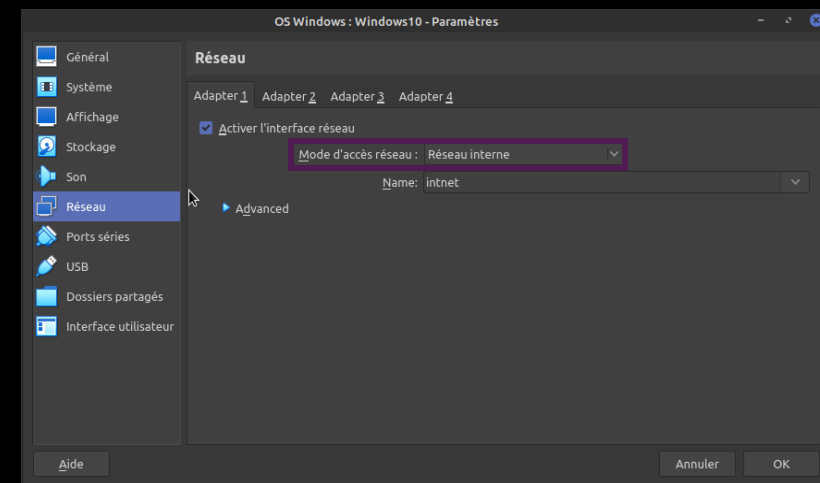 OS Windows : Windows10 - Paramètres
Général
Système
Affichage
Stockage
Son
Réseau
Ports séries
USB
Dossiers partagés
Interface utilisateur
Réseau
Adapter 1 Adapter 2 Adapter 3 Adapter 4
Activer l'interface réseau
Mode d'accès réseau : Réseau interne
Name: intnet
Advanced
Aide
Annuler
OK